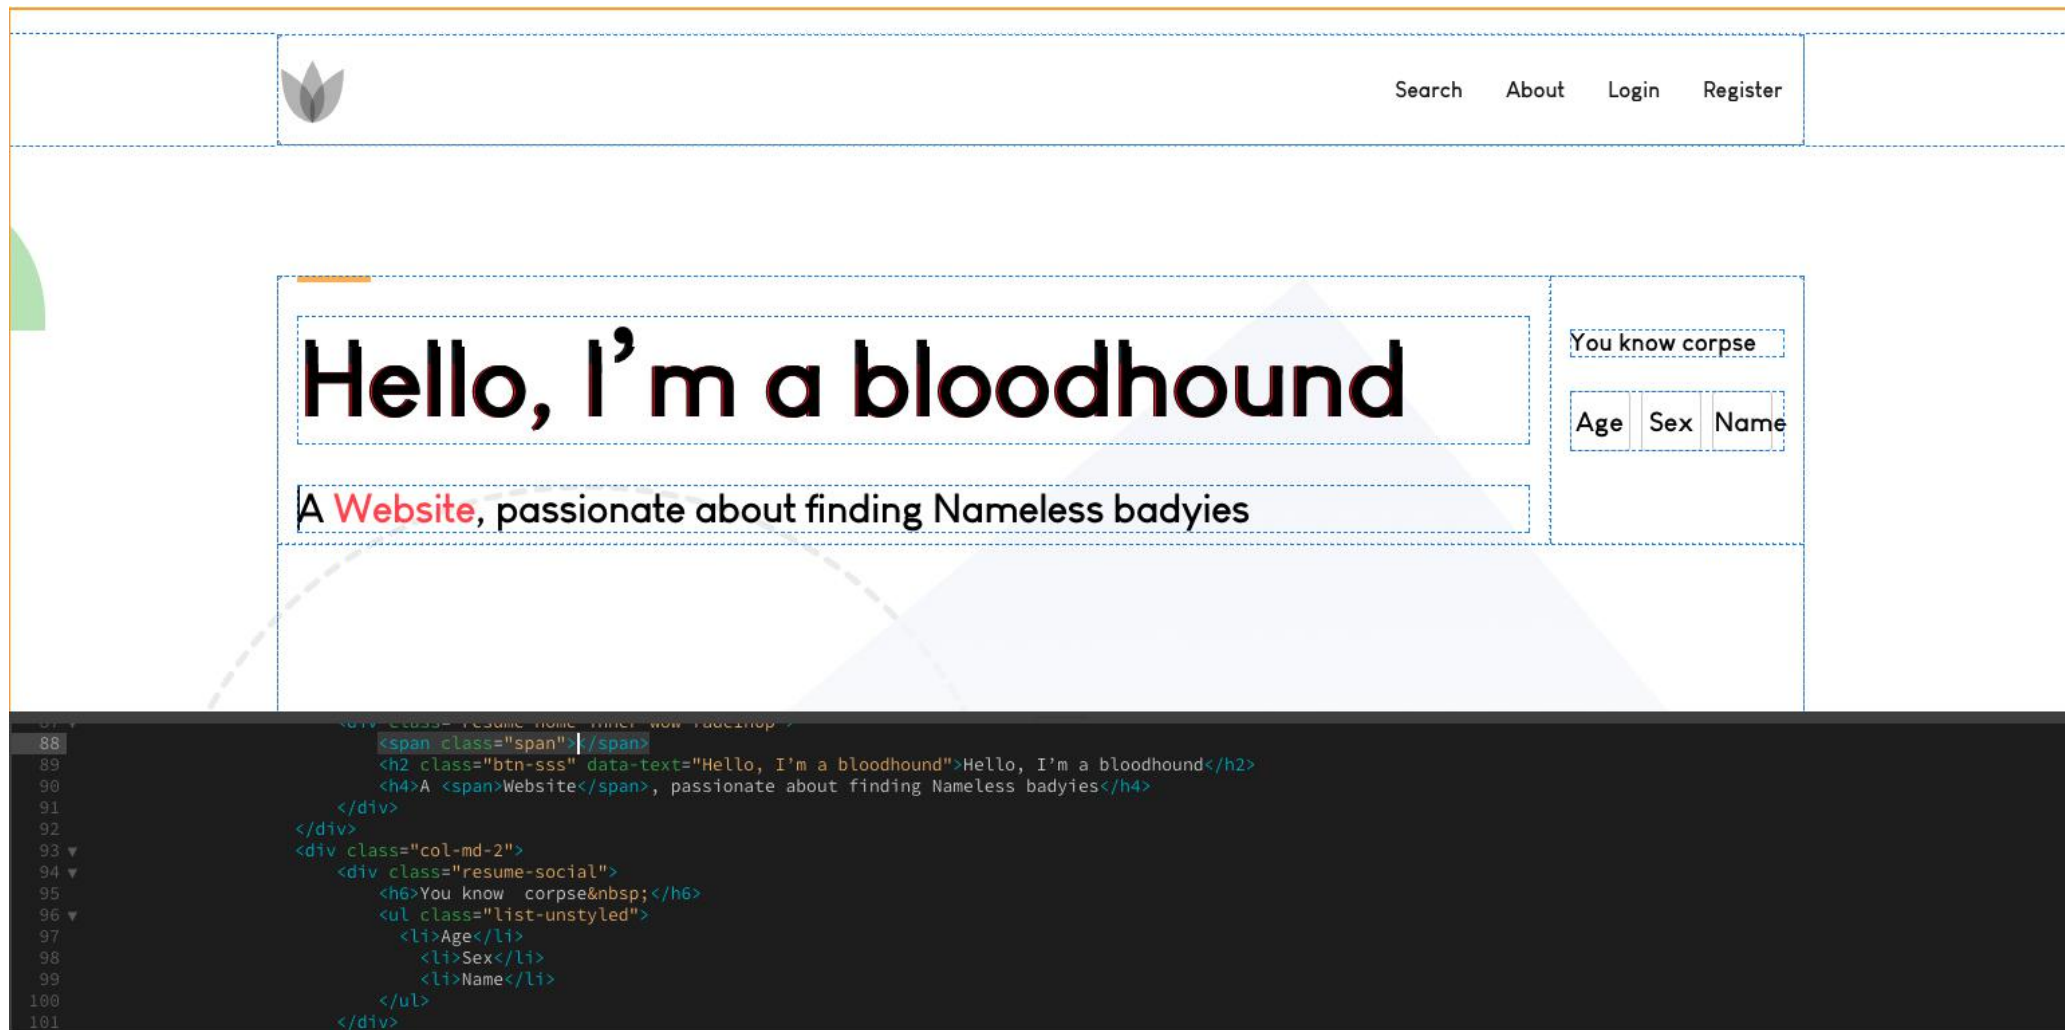 Search About Login Register
Hello, I’m a bloodhound
You know corpse
Age Sex Name
A Website, passionate about finding Nameless badyies
88 <span class="span"></span>
89 <h2 class="btn-sss" data-text="Hello, I’m a bloodhound">Hello, I’m a bloodhound</h2>
90 <h4>A <span>Website</span>, passionate about finding Nameless badyies</h4>
91 </div>
92 </div>
93 <div class="col-md-2">
94 <div class="resume-social">
95 <h6>You know  corpse&nbsp;</h6>
96 <ul class="list-unstyled">
97 <li>Age</li>
98 <li>Sex</li>
99 <li>Name</li>
100 </ul>
101 </div>